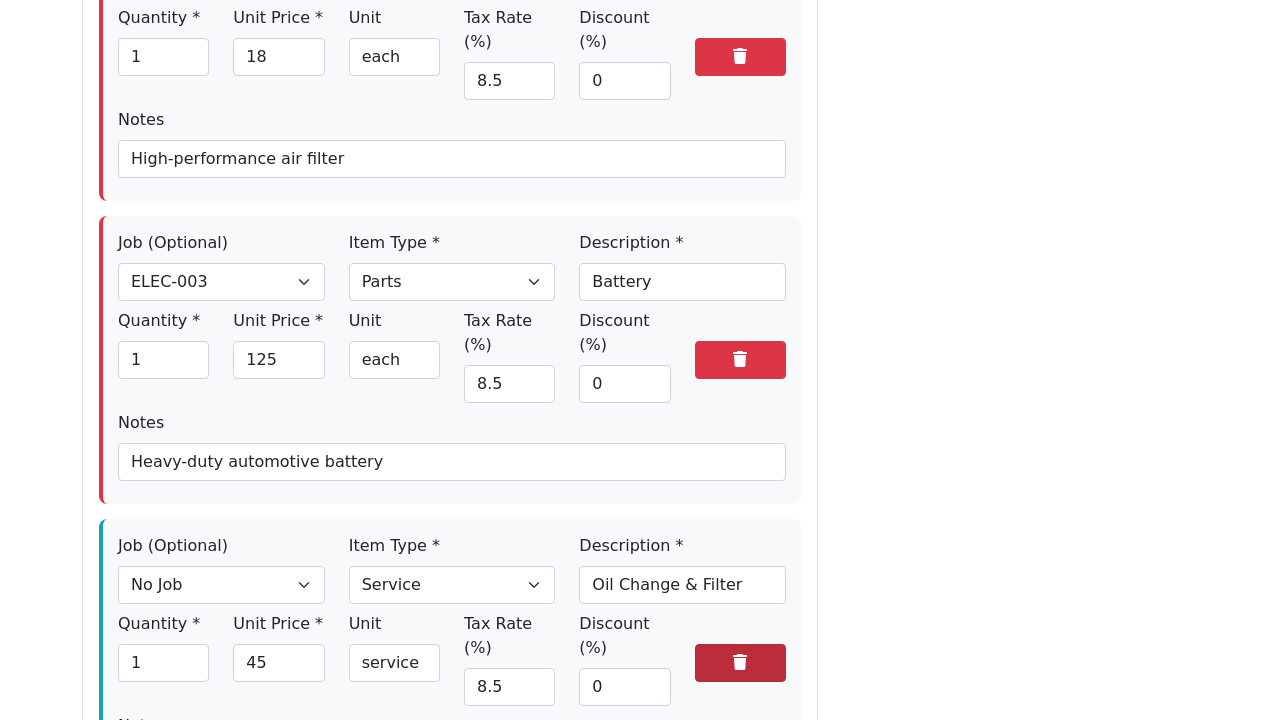 Quantity * Unit Price * Unit Tax Rate (%) Discount (%)
1 18 each 8.5 0
Notes
High-performance air filter
Job (Optional) Item Type * Description *
ELEC-003 Parts Battery
Quantity * Unit Price * Unit Tax Rate (%) Discount (%)
1 125 each 8.5 0
Notes
Heavy-duty automotive battery
Job (Optional) Item Type * Description *
No Job Service Oil Change & Filter
Quantity * Unit Price * Unit Tax Rate (%) Discount (%)
1 45 service 8.5 0